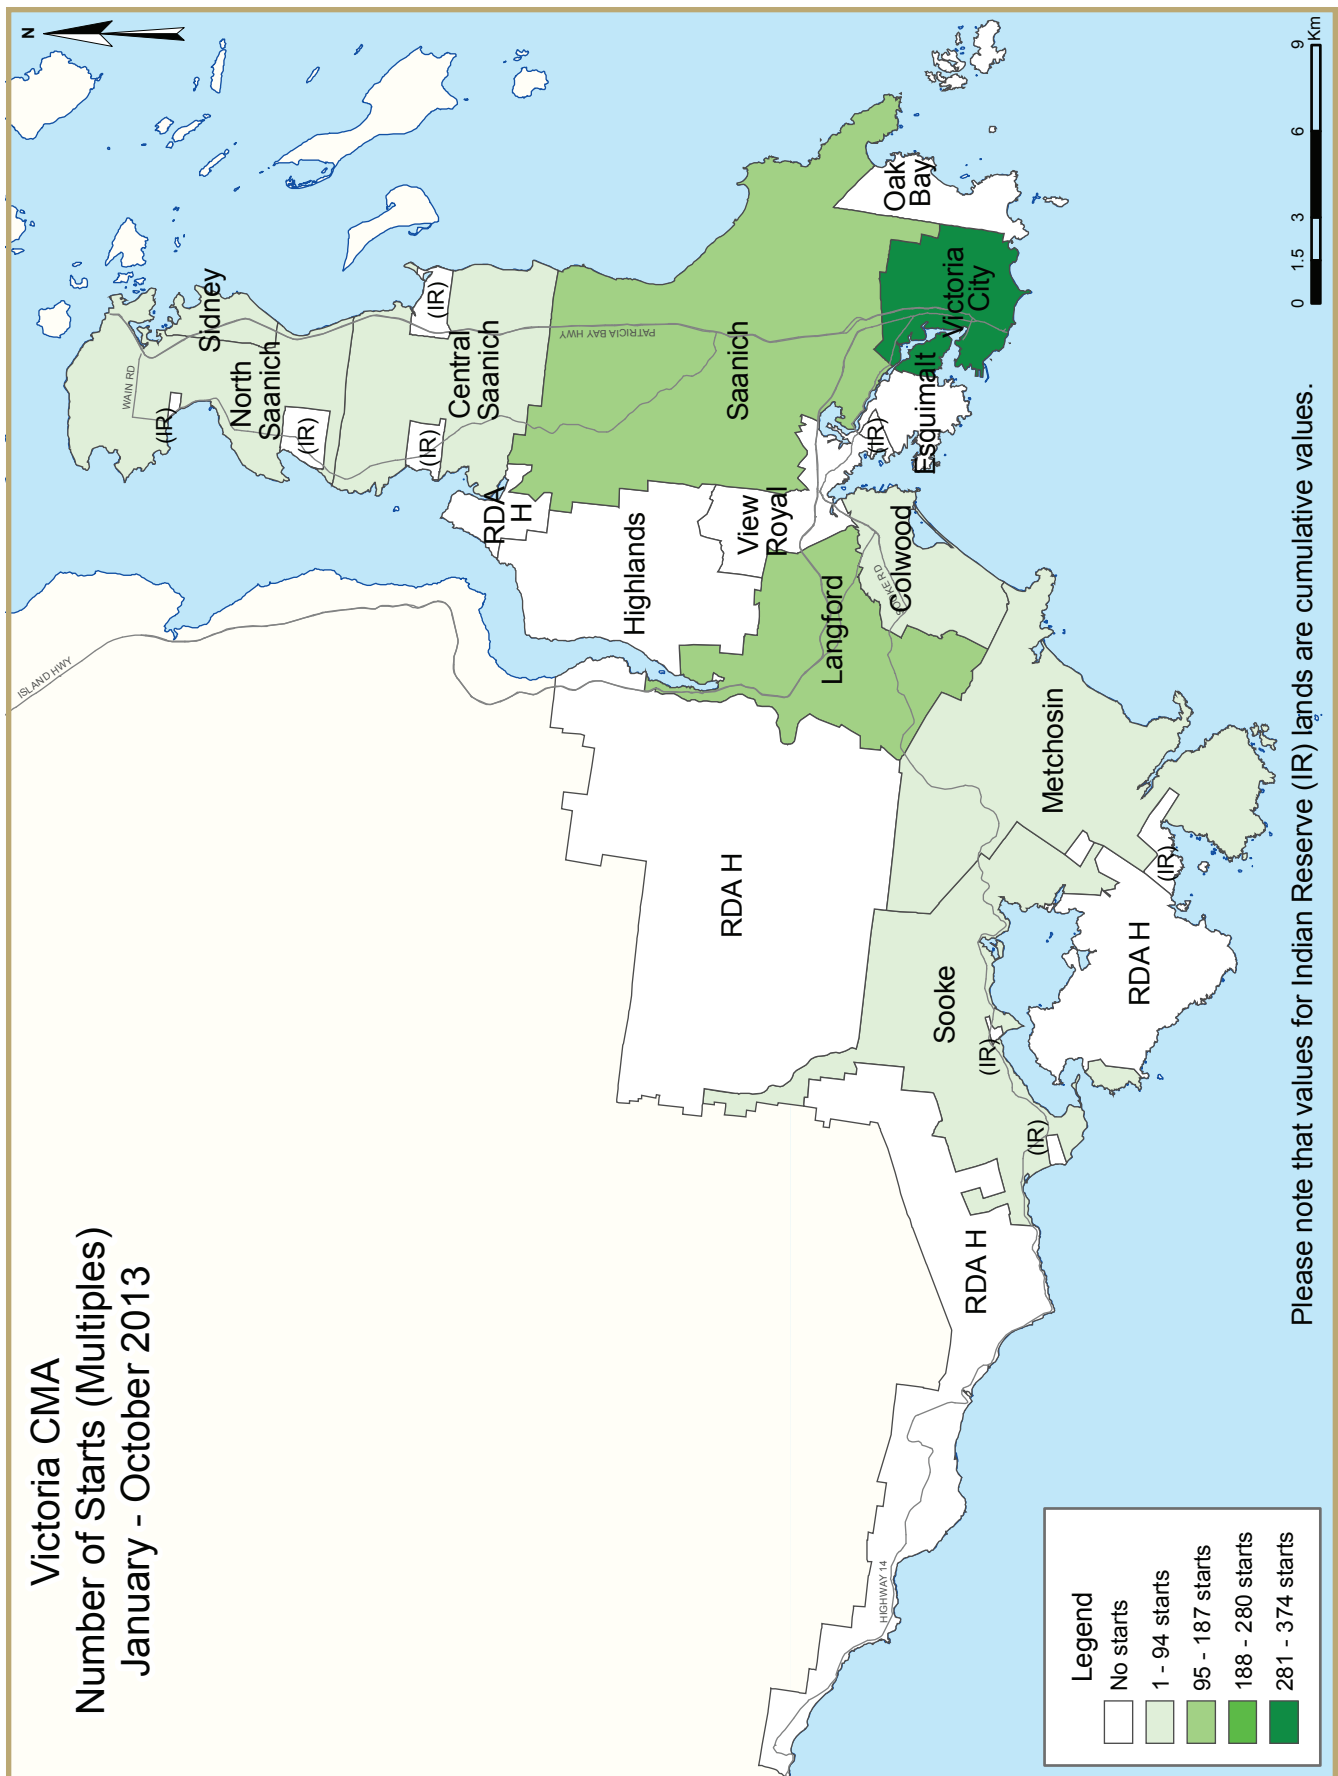 Victoria CMA
Number of Starts (Multiples)
January - October 2013
N
ISLAND HWY
WAIN RD
Sidney
North
Saanich
(IR)
(IR)
(IR)
(IR)
Central
Saanich
PATRICIA BAY HWY
RDA
H
Saanich
Highlands
View
Royal
Oak
Bay
Victoria
City
Esquimalt
(IR)
Langford
Colwood
SOOKE RD
Metchosin
RDA H
(IR)
Sooke
RDA H
(IR)
(IR)
RDA H
HIGHWAY 14
Legend
No starts
1 - 94 starts
95 - 187 starts
188 - 280 starts
281 - 374 starts
0 1.5 3 6 9
Km
Please note that values for Indian Reserve (IR) lands are cumulative values.